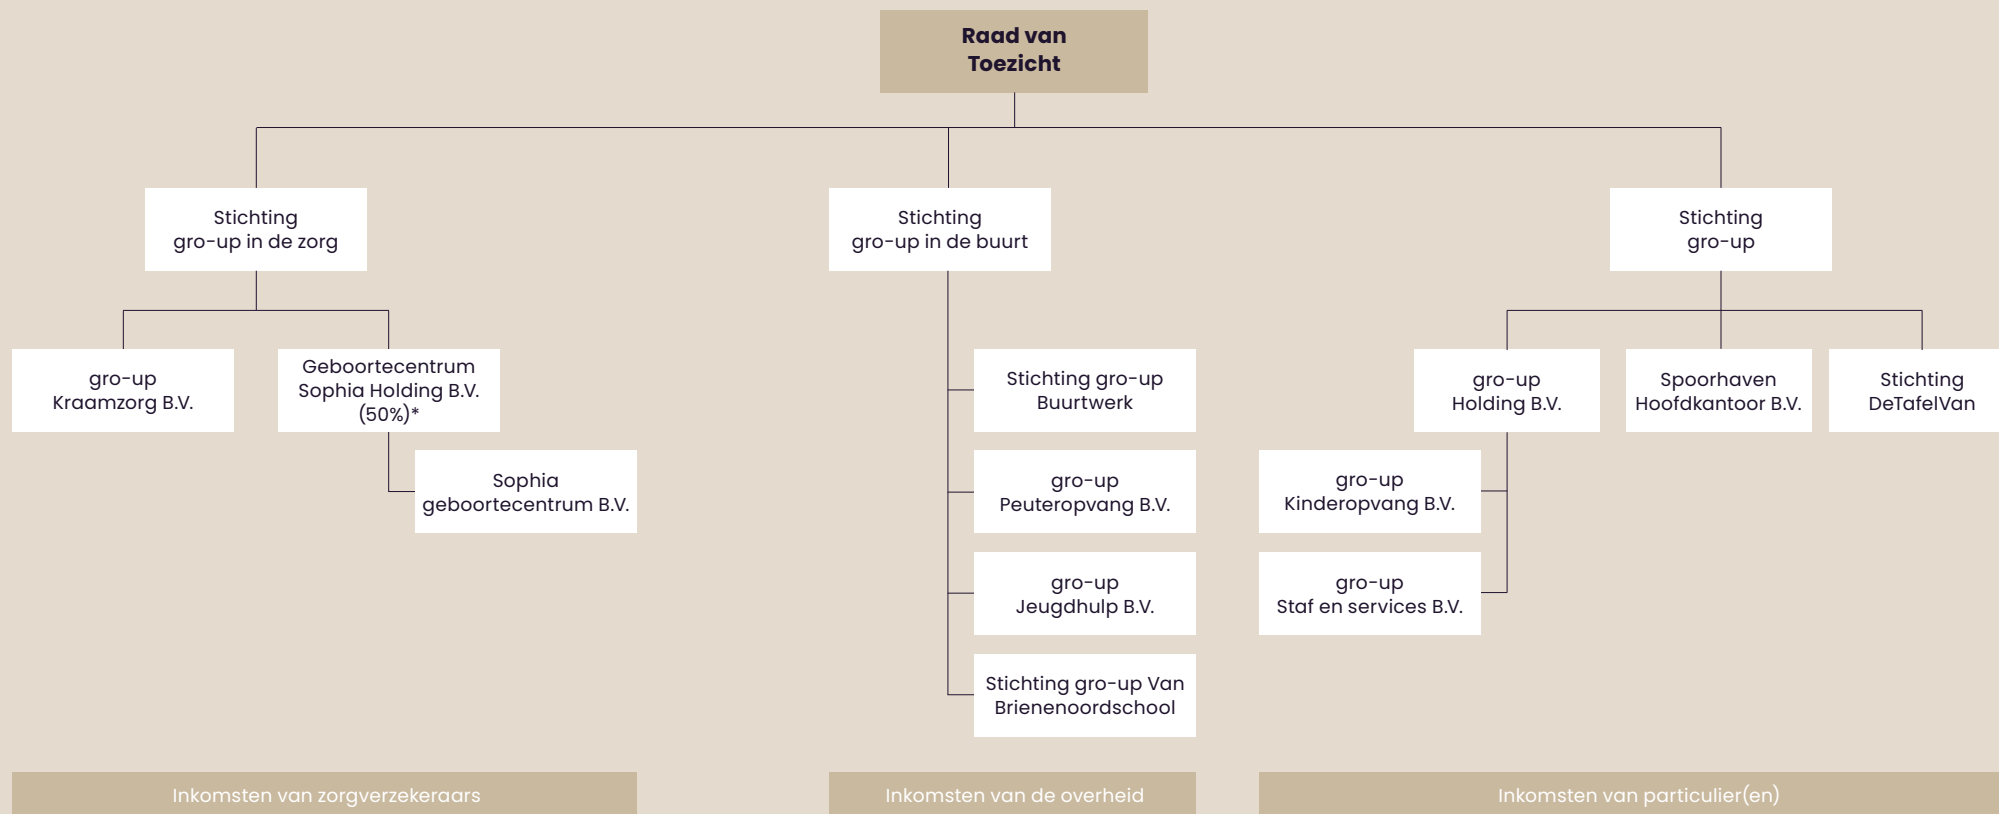 Raad van
Toezicht
Stichting
gro-up in de zorg
Stichting
gro-up in de buurt
Stichting
gro-up
gro-up
Kraamzorg B.V.
Geboortecentrum
Sophia Holding B.V.
(50%)*
Sophia
geboortecentrum B.V.
Stichting gro-up
Buurtwerk
gro-up
Peuteropvang B.V.
gro-up
Jeugdhulp B.V.
Stichting gro-up Van
Brienenoordschool
gro-up
Holding B.V.
Spoorhaven
Hoofdkantoor B.V.
Stichting
DeTafelVan
gro-up
Kinderopvang B.V.
gro-up
Staf en services B.V.
Inkomsten van zorgverzekeraars
Inkomsten van de overheid
Inkomsten van particulier(en)